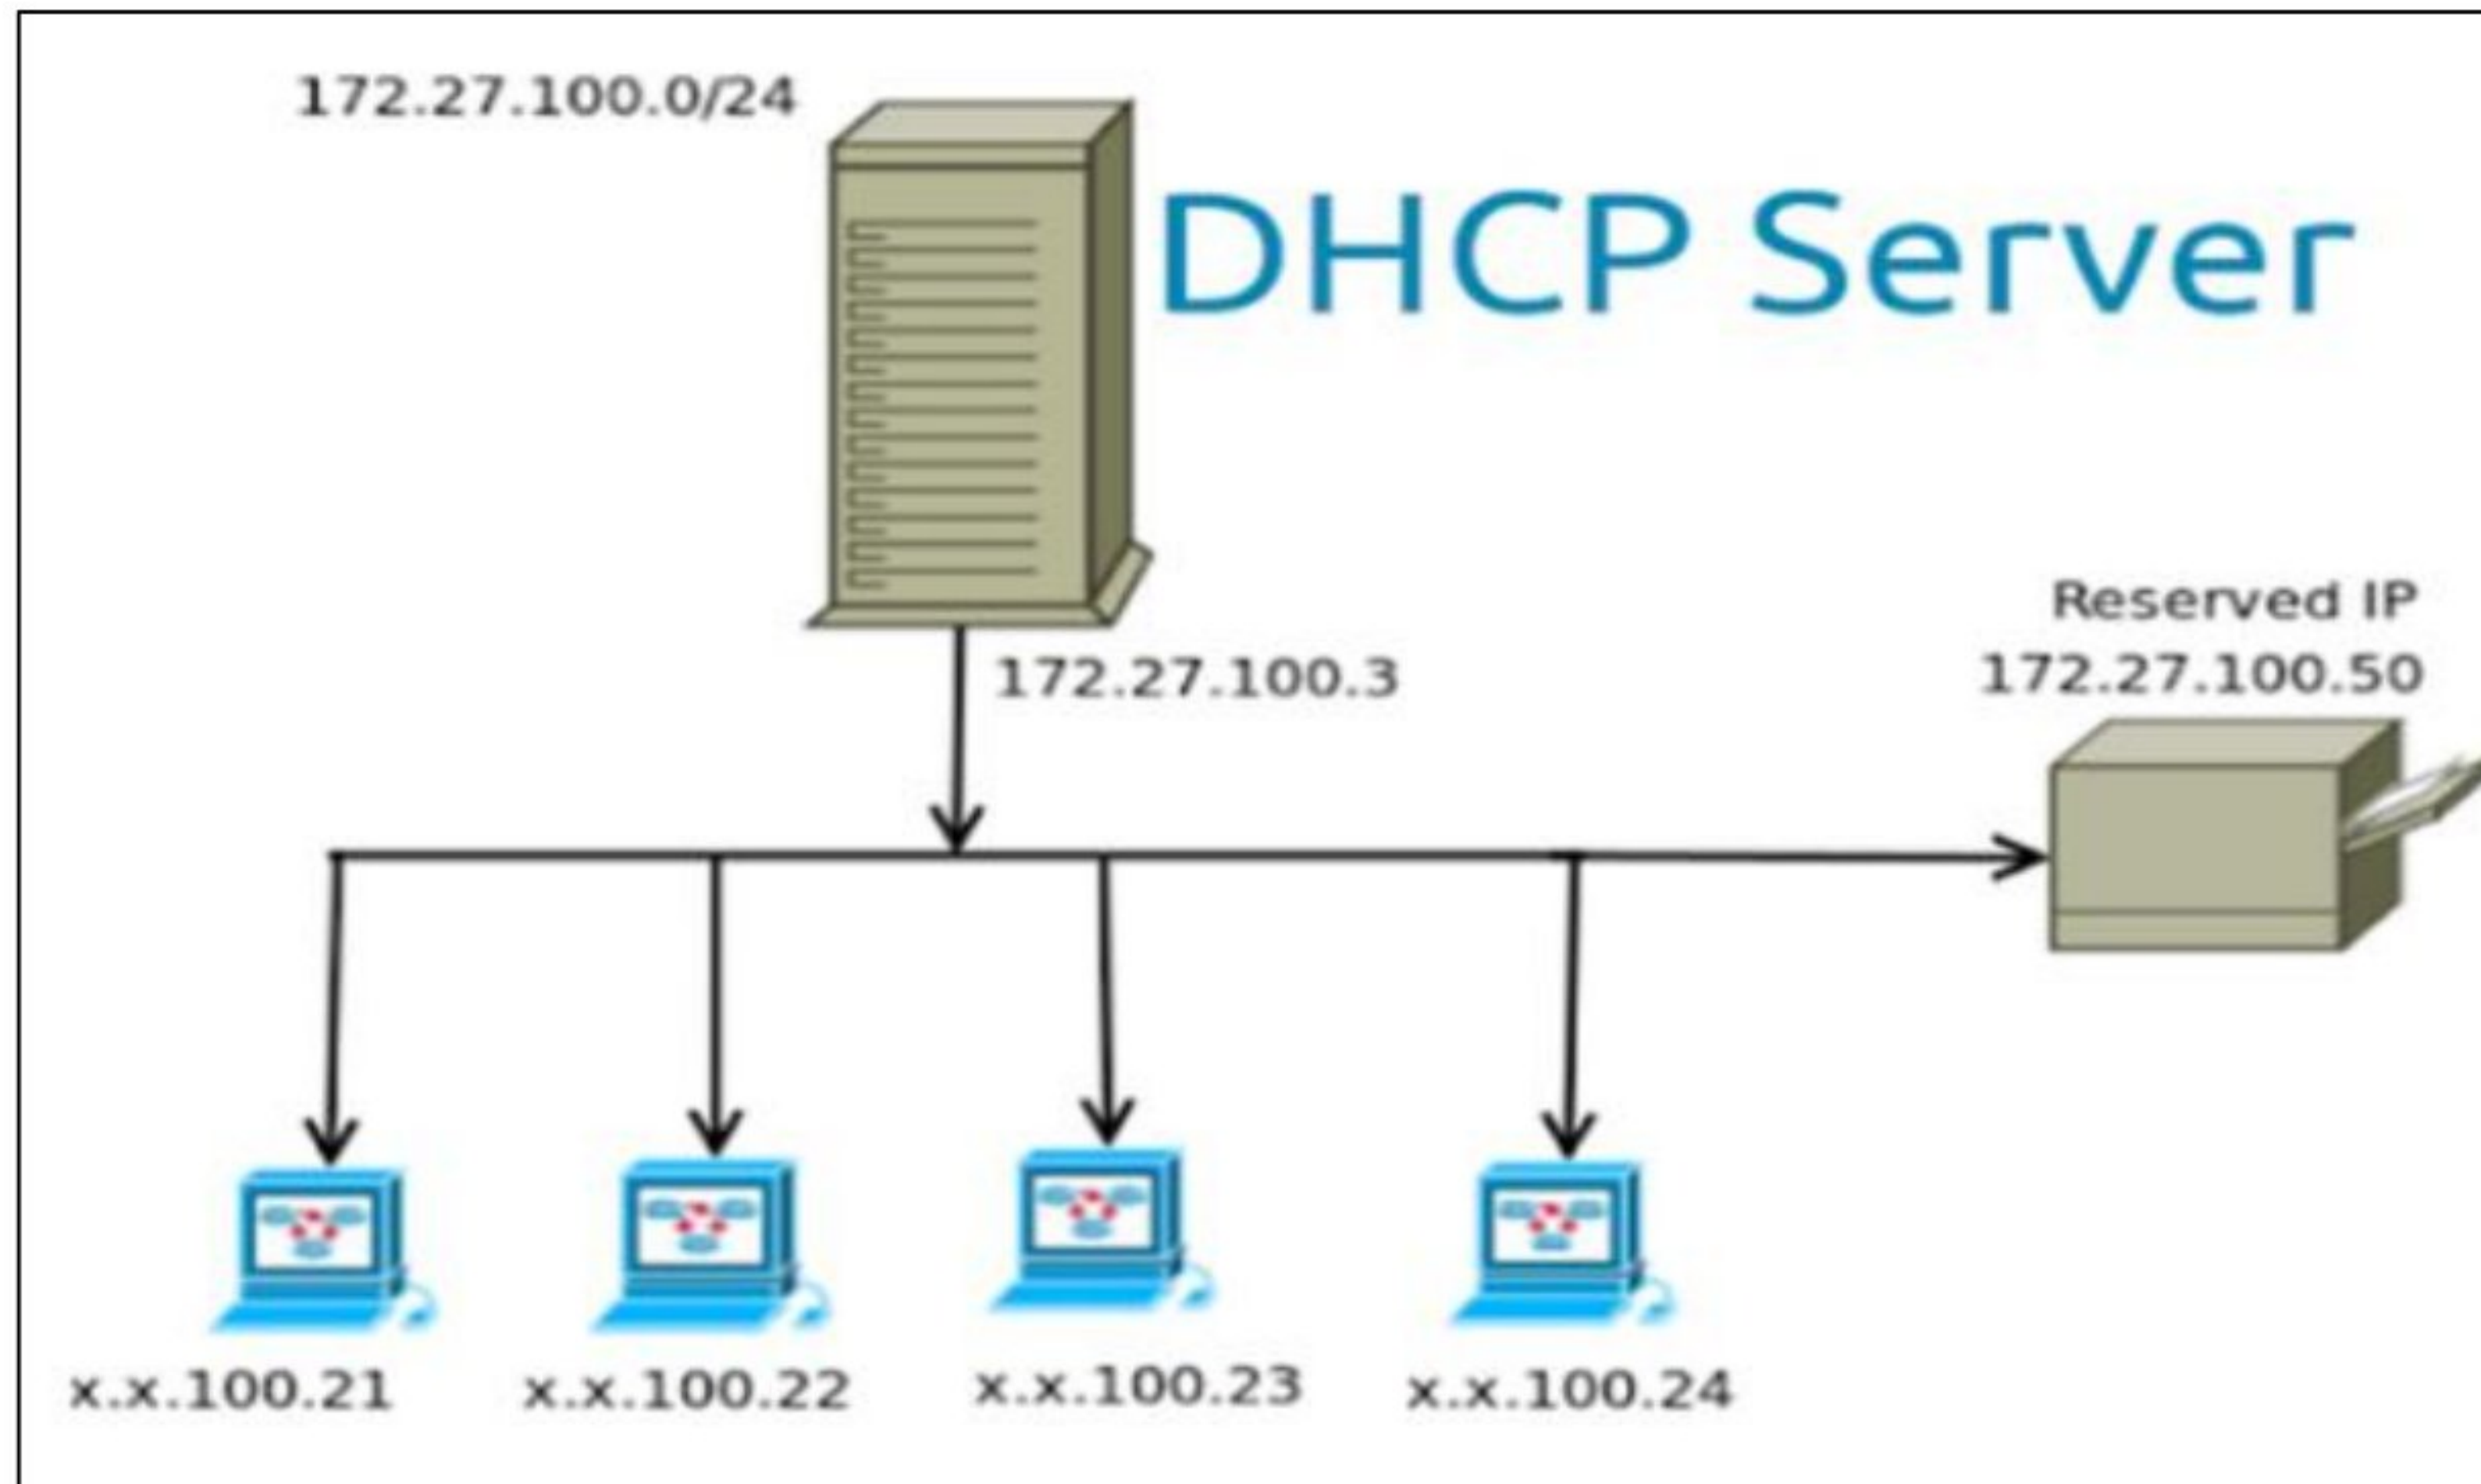 172.27.100.0/24
DHCP Server
172.27.100.3
Reserved IP
172.27.100.50
x.x.100.21
x.x.100.22
x.x.100.23
x.x.100.24